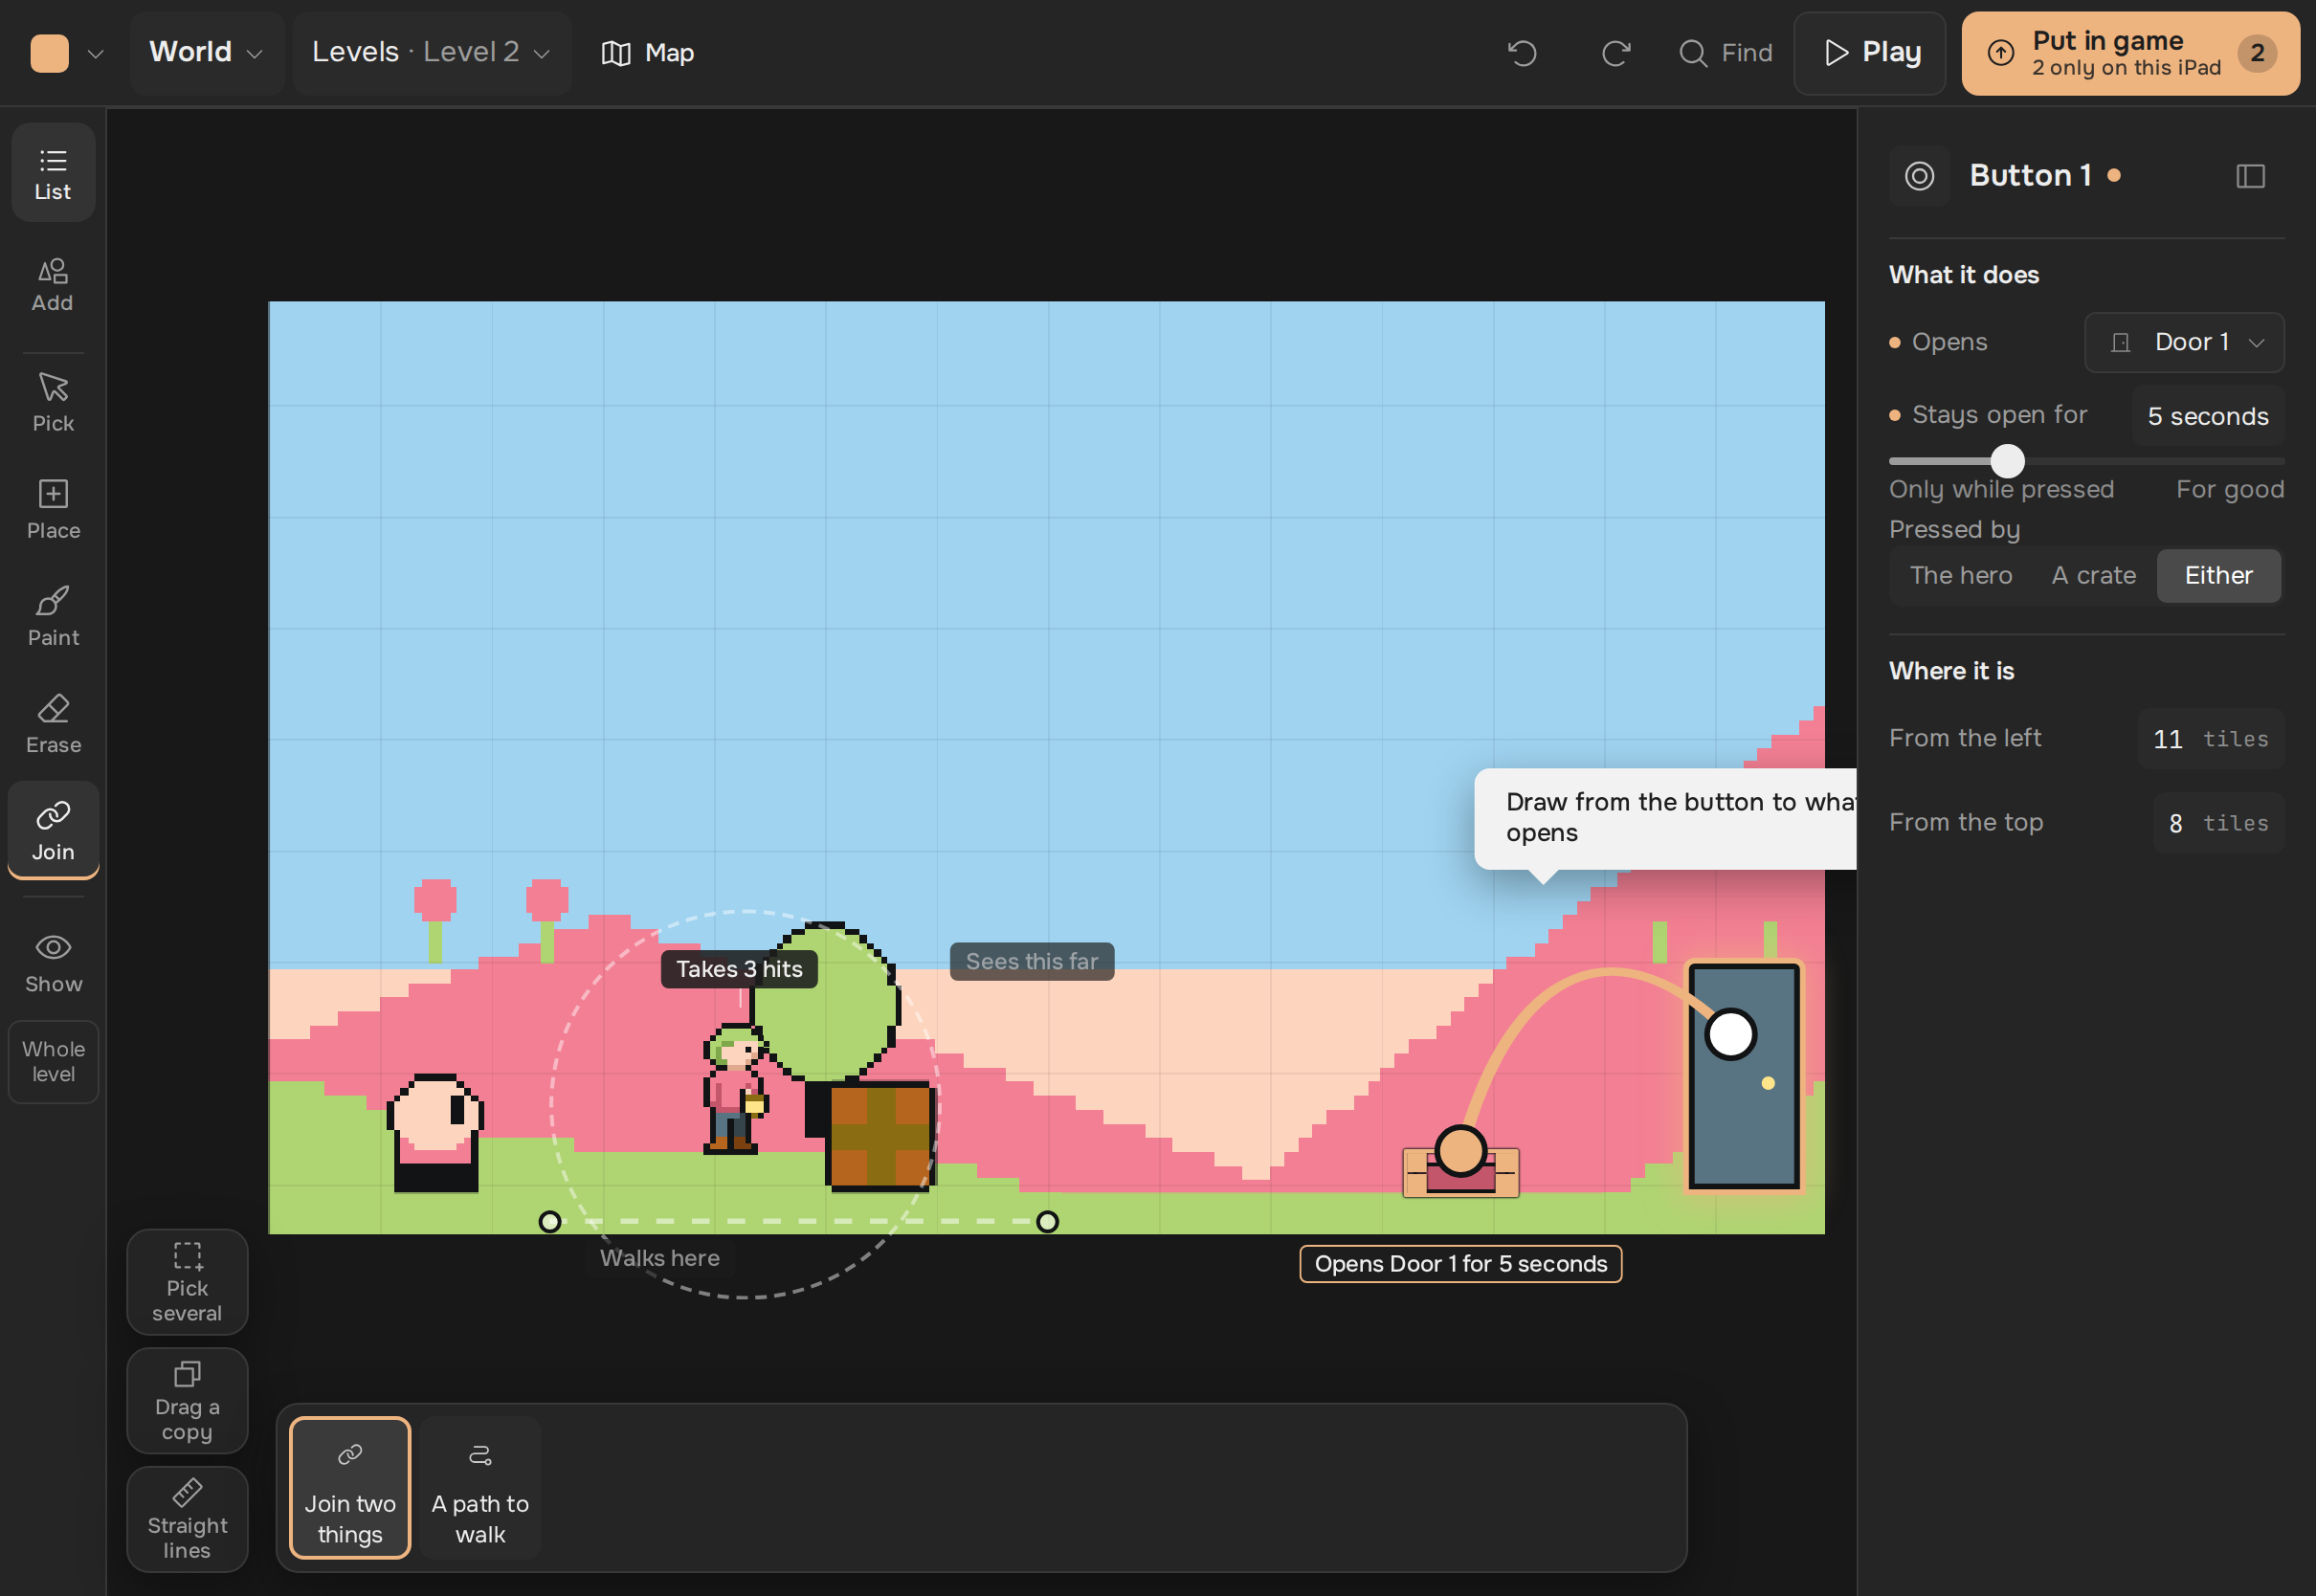 World
Levels · Level 2
Map
Find
Play
Put in game
2 only on this iPad
2
List
Add
Pick
Place
Paint
Erase
Join
Show
Whole
level
Pick
several
Drag a
copy
Straight
lines
Draw from the button to what
opens
Takes 3 hits
Sees this far
Walks here
Opens Door 1 for 5 seconds
Join two
things
A path to
walk
Button 1
What it does
Opens
Door 1
Stays open for
5 seconds
Only while pressed
For good
Pressed by
The hero
A crate
Either
Where it is
From the left
11 tiles
From the top
8 tiles